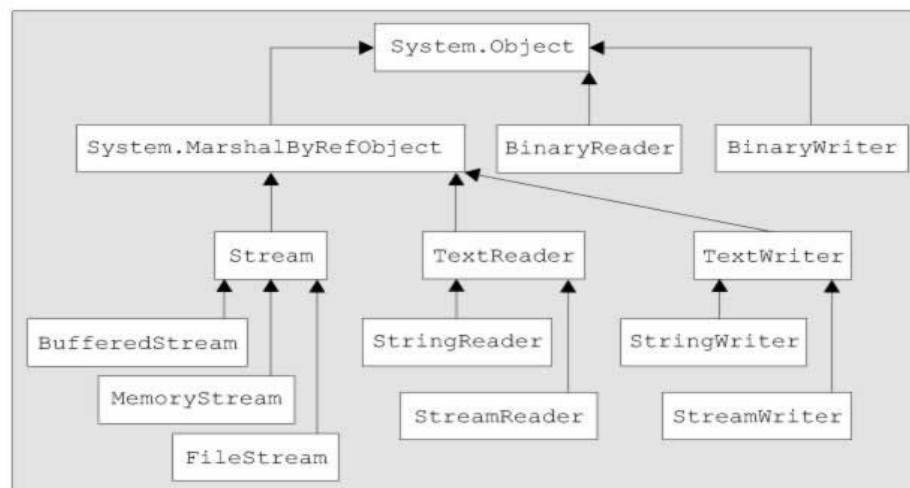 System.Object
System.MarshalByRefObject
BinaryReader
BinaryWriter
Stream
TextReader
TextWriter
BufferedStream
StringReader
StringWriter
MemoryStream
StreamReader
StreamWriter
FileStream